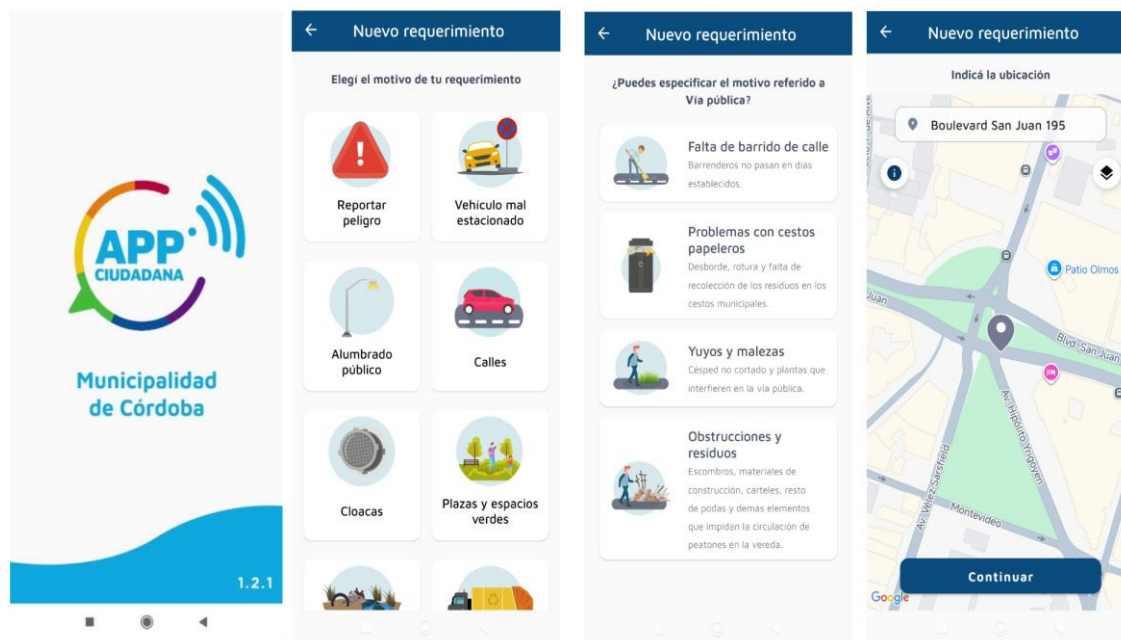 APP
CIUDADANA
Municipalidad
de Córdoba
1.2.1
Nuevo requerimiento
Elegí el motivo de tu requerimiento
Reportar
peligro
Vehículo mal
estacionado
Alumbrado
público
Calles
Cloacas
Plazas y espacios
verdes
Nuevo requerimiento
¿Puedes especificar el motivo referido a
Vía pública?
Falta de barrido de calle
Barrenderos no pasan en días
establecidos.
Problemas con cestos
papeleros
Desborde, rotura y falta de
recolección de los residuos en los
cestos municipales.
Yuyos y malezas
Césped no cortado y plantas que
interfieren en la vía pública.
Obstrucciones y
residuos
Escombros, materiales de
construcción, carteles, resto
de podas y demás elementos
que impidan la circulación de
peatones en la vereda.
Nuevo requerimiento
Indicá la ubicación
Boulevard San Juan 195
Patio Olmos
Juan
Blvd. San Juan
Av. Hipólito Yrigoyen
Av. Vélez Sarsfield
Montevideo
Continuar
Google